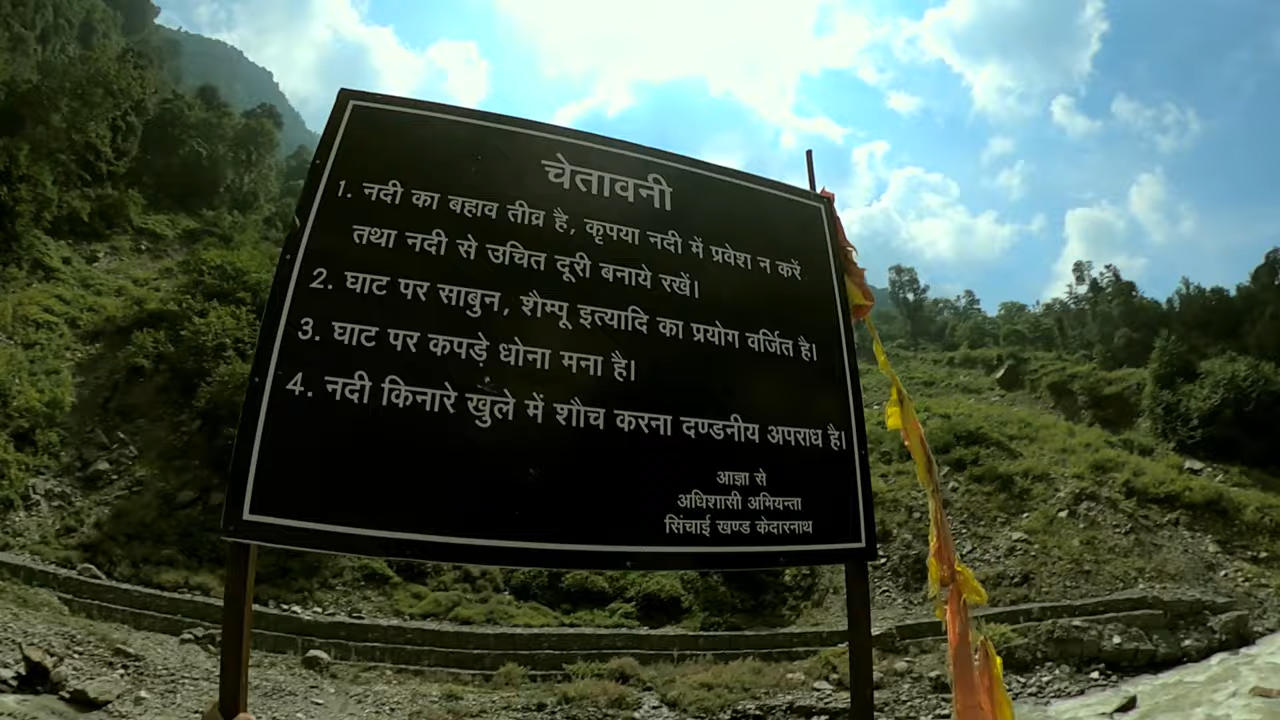 चेतावनी
1. नदी का बहाव तीव्र है, कृपया नदी में प्रवेश न करें
तथा नदी से उचित दूरी बनाये रखें।
2. घाट पर साबुन, शैम्पू इत्यादि का प्रयोग वर्जित है।
3. घाट पर कपड़े धोना मना है।
4. नदी किनारे खुले में शौच करना दण्डनीय अपराध है।
आज्ञा से
अधिशासी अभियन्ता
सिंचाई खण्ड केदारनाथ